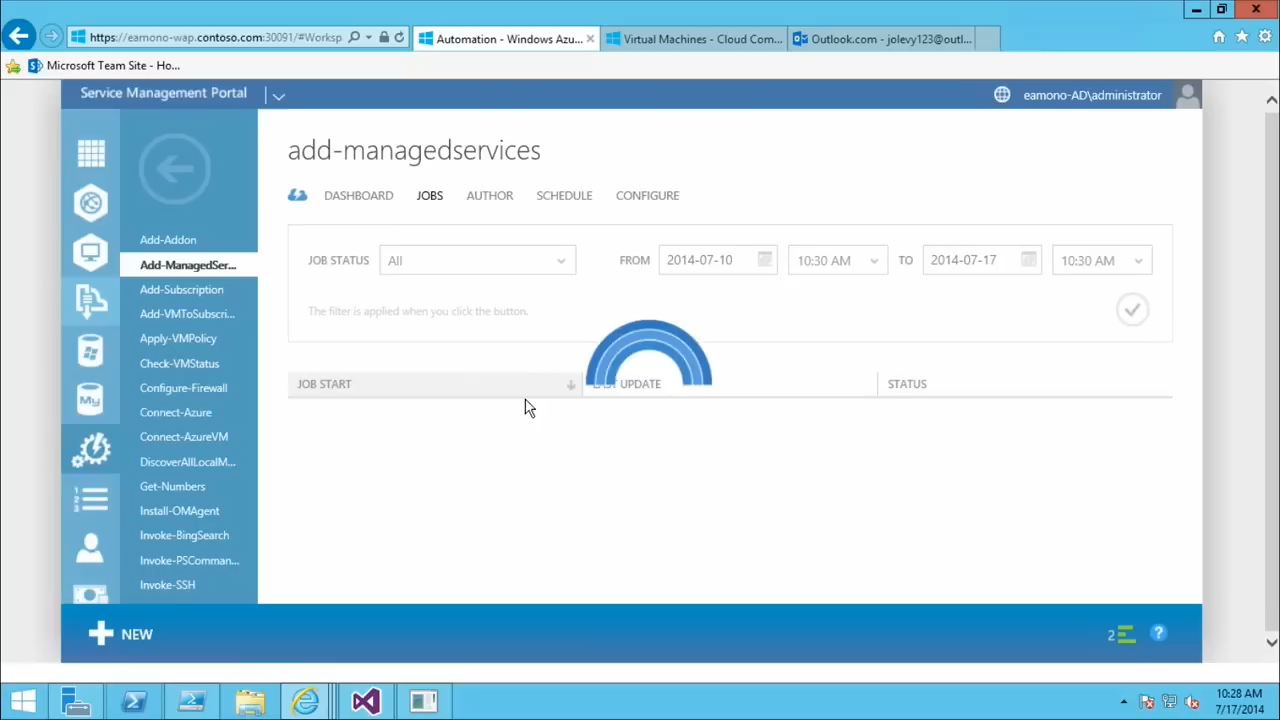 https://eamono-wap.contoso.com:30091/#Worksp
Automation - Windows Azu...
Virtual Machines - Cloud Com...
Outlook.com - jolevy123@outl...
Microsoft Team Site - Ho...
Service Management Portal
eamono-AD\administrator
add-managedservices
DASHBOARD
JOBS
AUTHOR
SCHEDULE
CONFIGURE
Add-Addon
Add-ManagedSer...
Add-Subscription
Add-VMToSubscri...
Apply-VMPolicy
Check-VMStatus
Configure-Firewall
Connect-Azure
Connect-AzureVM
DiscoverAllLocalM...
Get-Numbers
Install-OMAgent
Invoke-BingSearch
Invoke-PSComman...
Invoke-SSH
JOB STATUS
All
FROM
2014-07-10
10:30 AM
TO
2014-07-17
10:30 AM
The filter is applied when you click the button.
JOB START
UPDATE
STATUS
My
1
2
3
NEW
2
?
10:28 AM
7/17/2014